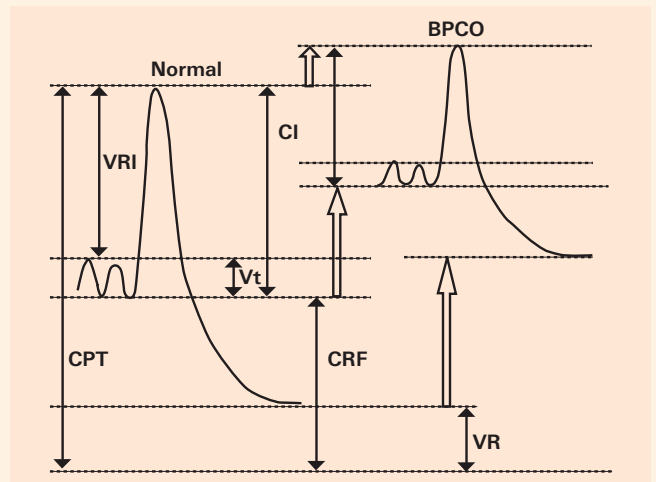 BPCO
Normal
CI
VRI
Vt
CPT
CRF
VR